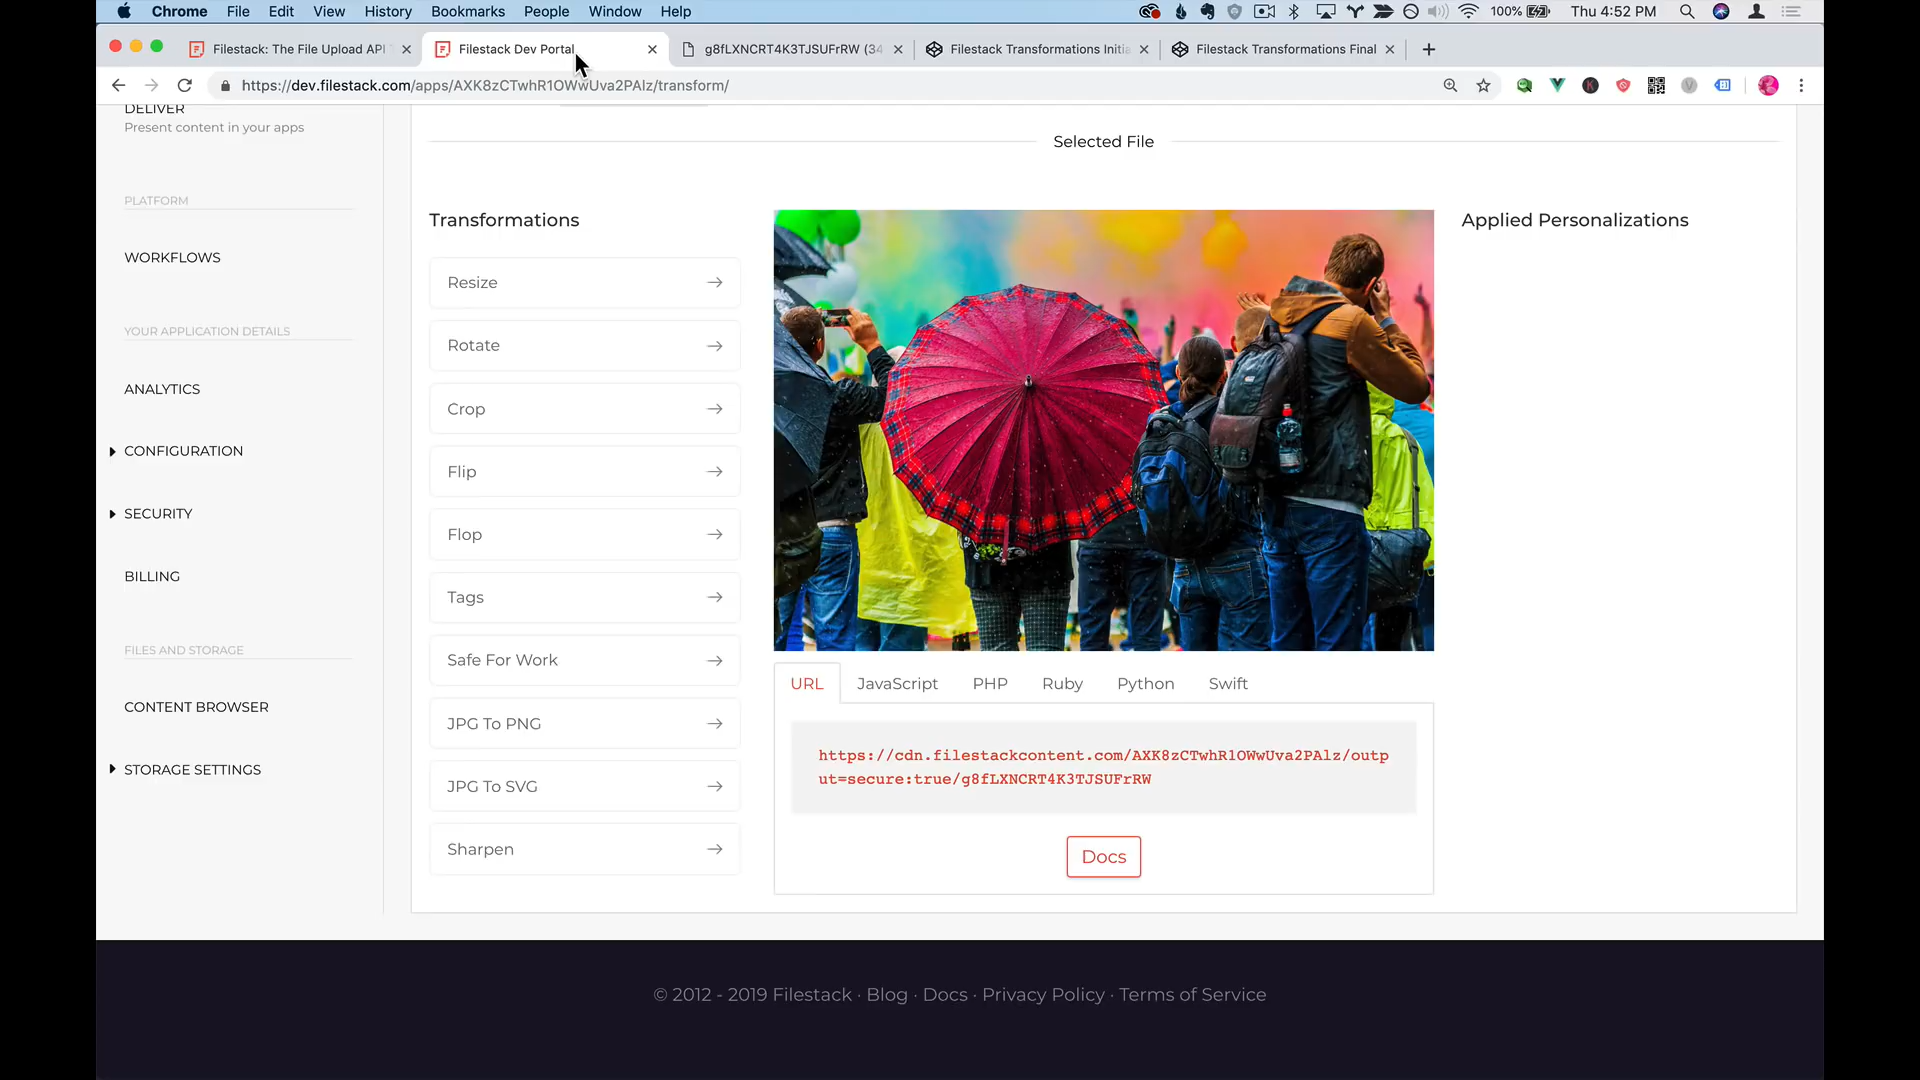 Chrome File Edit View History Bookmarks People Window Help 100% Thu 4:52 PM
Filestack: The File Upload API
Filestack Dev Portal
g8fLXNCRT4K3TJSUFrRW (34
Filestack Transformations Initia
Filestack Transformations Final
https://dev.filestack.com/apps/AXK8zCTwhR1OWwUva2PAlz/transform/
DELIVER
Present content in your apps
PLATFORM
WORKFLOWS
YOUR APPLICATION DETAILS
ANALYTICS
CONFIGURATION
SECURITY
BILLING
FILES AND STORAGE
CONTENT BROWSER
STORAGE SETTINGS
Selected File
Transformations
Resize
Rotate
Crop
Flip
Flop
Tags
Safe For Work
JPG To PNG
JPG To SVG
Sharpen
Applied Personalizations
URL JavaScript PHP Ruby Python Swift
https://cdn.filestackcontent.com/AXK8zCTwhR1OWwUva2PAlz/outp
ut=secure:true/g8fLXNCRT4K3TJSUFrRW
Docs
© 2012 - 2019 Filestack · Blog · Docs · Privacy Policy · Terms of Service